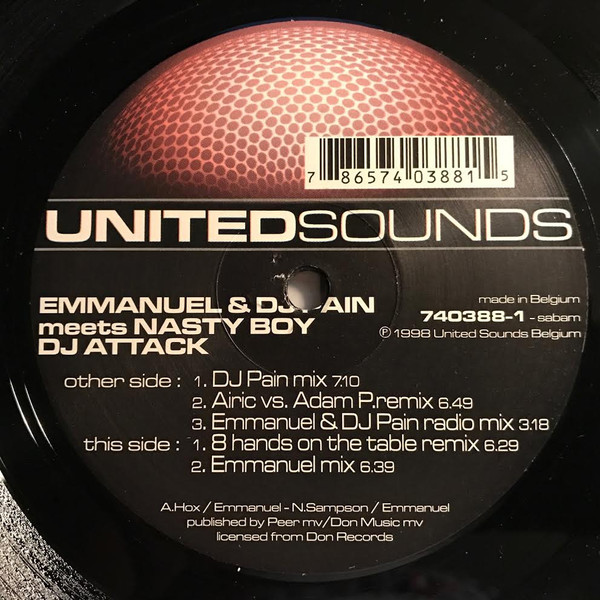 7 86574 03881 5
UNITEDSOUNDS
EMMANUEL & DJ PAIN
meets NASTY BOY
DJ ATTACK
made in Belgium
740388-1 - sabam
℗ 1998 United Sounds Belgium
other side : 1. DJ Pain mix 7.10
2. Airic vs. Adam P.remix 6.49
3. Emmanuel & DJ Pain radio mix 3.18
this side : 1. 8 hands on the table remix 6.29
2. Emmanuel mix 6.39
A.Hox / Emmanuel - N.Sampson / Emmanuel
published by Peer mv/Don Music mv
licensed from Don Records